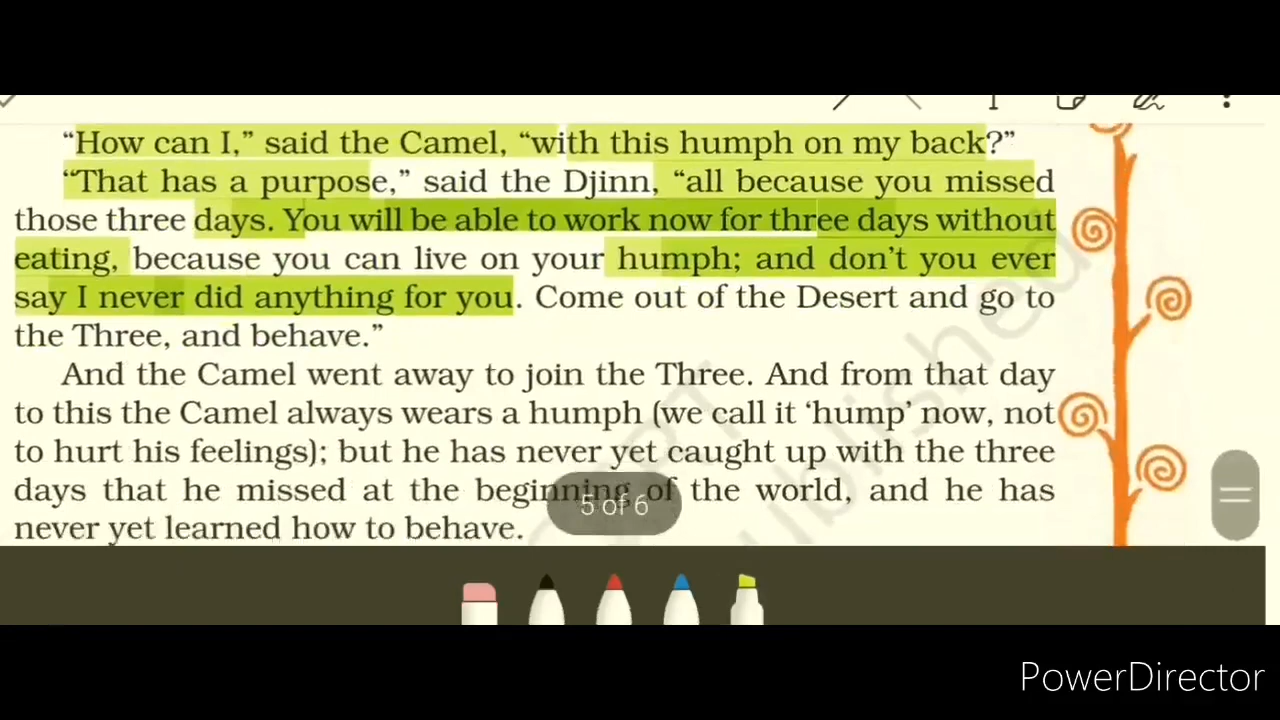 “How can I,” said the Camel, “with this humph on my back?”
“That has a purpose,” said the Djinn, “all because you missed
those three days. You will be able to work now for three days without
eating, because you can live on your humph; and don’t you ever
say I never did anything for you. Come out of the Desert and go to
the Three, and behave.”
And the Camel went away to join the Three. And from that day
to this the Camel always wears a humph (we call it ‘hump’ now, not
to hurt his feelings); but he has never yet caught up with the three
days that he missed at the beginning of the world, and he has
never yet learned how to behave.
5 of 6
PowerDirector